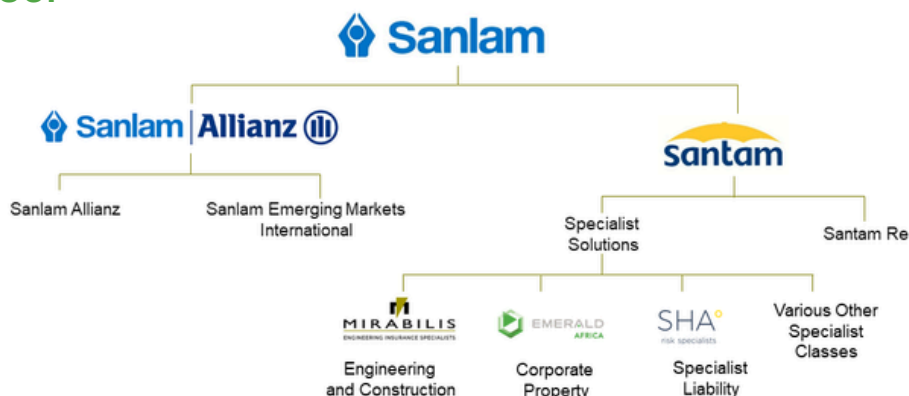 Sanlam
Sanlam Allianz
santam
Sanlam Allianz
Sanlam Emerging Markets
International
Specialist
Solutions
Santam Re
MIRABILIS
ENGINEERING INSURANCE SPECIALISTS
EMERALD
AFRICA
SHA
risk specialists
Various Other
Specialist
Classes
Engineering
and Construction
Corporate
Property
Specialist
Liability